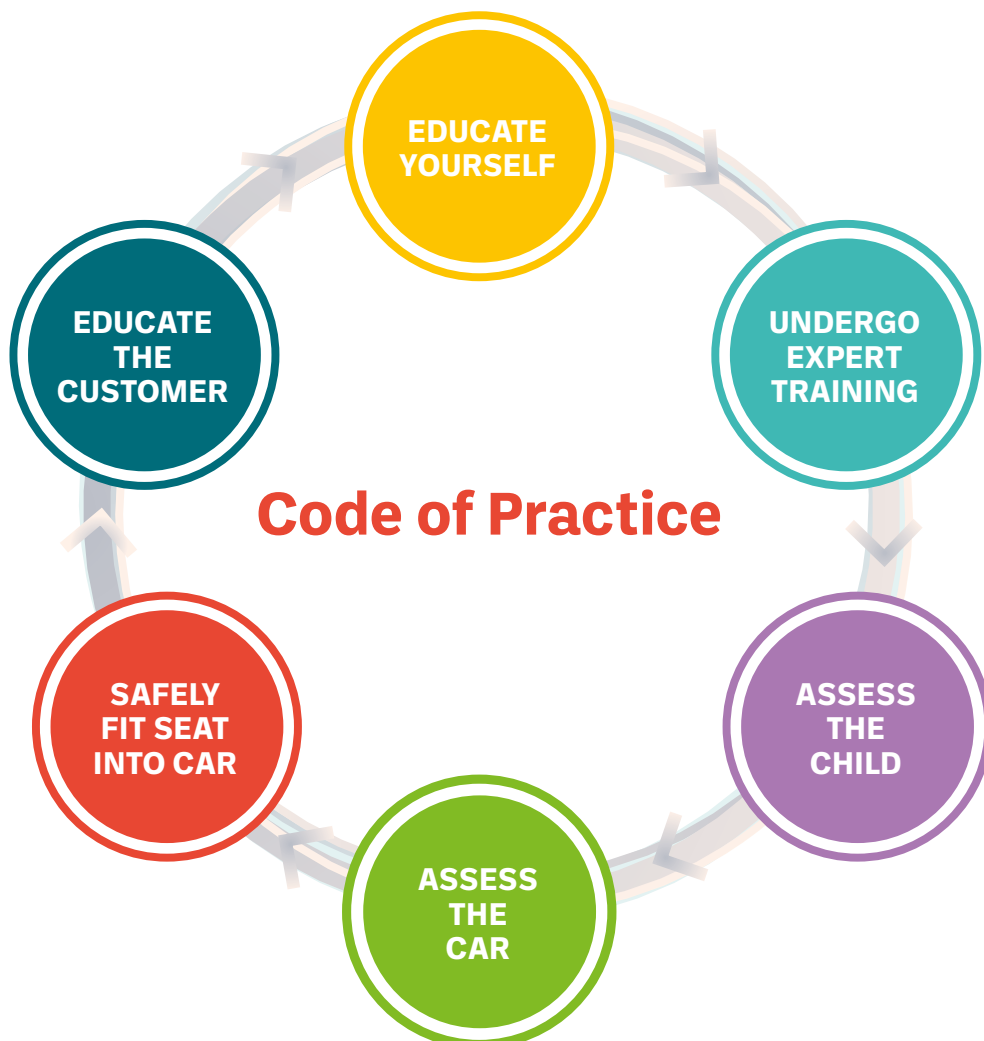 EDUCATE
YOURSELF
UNDERGO
EXPERT
TRAINING
ASSESS
THE
CHILD
ASSESS
THE
CAR
SAFELY
FIT SEAT
INTO CAR
EDUCATE
THE
CUSTOMER
Code of Practice